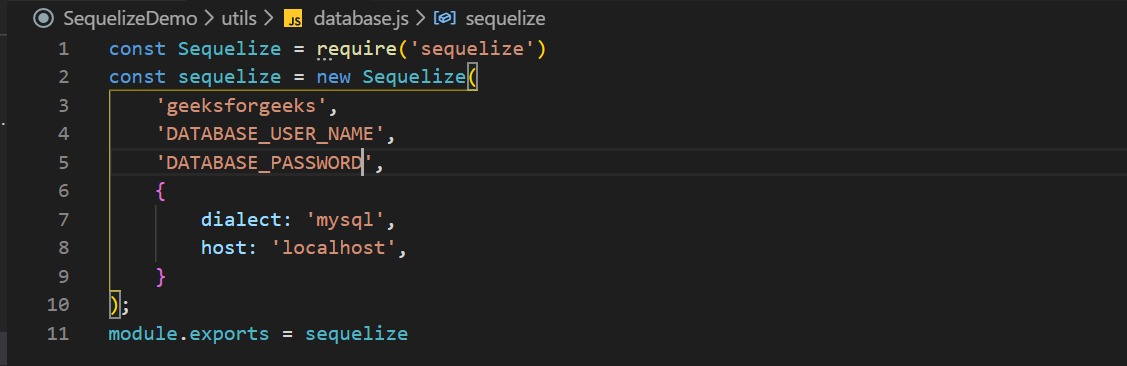 SequelizeDemo > utils > JS database.js > sequelize
1 const Sequelize = require('sequelize')
2 const sequelize = new Sequelize(
3 'geeksforgeeks',
4 'DATABASE_USER_NAME',
5 'DATABASE_PASSWORD',
6 {
7 dialect: 'mysql',
8 host: 'localhost',
9 }
10 );
11 module.exports = sequelize